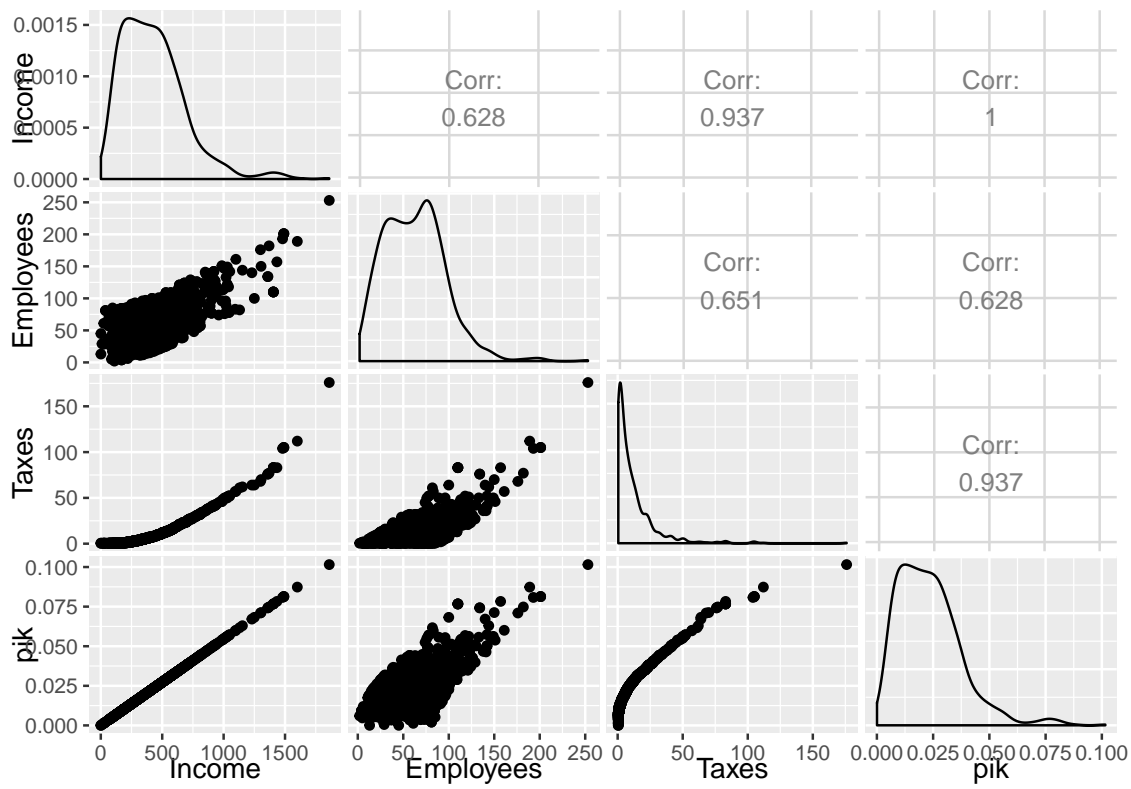 0.0015
0.0010
0.0005
0.0000
Income
Corr:
0.628
Corr:
0.937
Corr:
1
250
200
150
100
50
0
Employees
Corr:
0.651
Corr:
0.628
150
100
50
0
Taxes
Corr:
0.937
0.100
0.075
0.050
0.025
0.000
pik
0 500 1000 1500
0 50 100 150 200 250
0 50 100 150
0.000 0.025 0.050 0.075 0.100
Income Employees Taxes pik